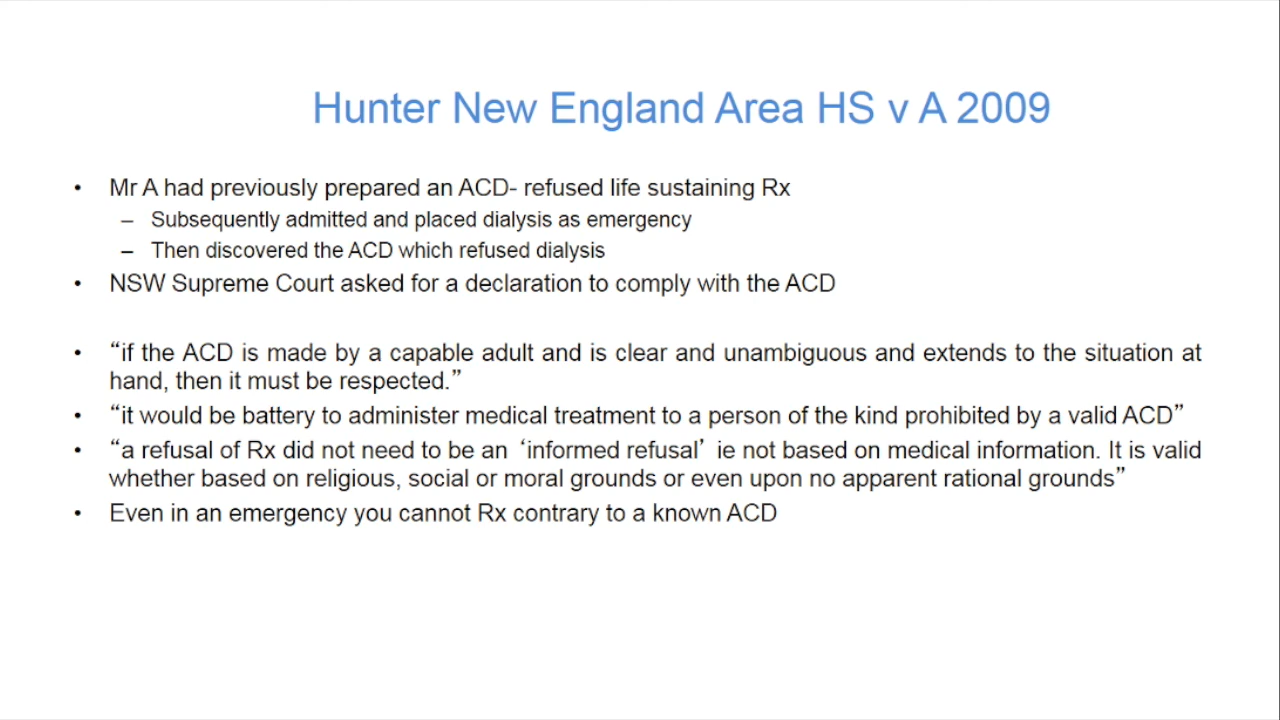 Hunter New England Area HS v A 2009
• Mr A had previously prepared an ACD- refused life sustaining Rx
– Subsequently admitted and placed dialysis as emergency
– Then discovered the ACD which refused dialysis
• NSW Supreme Court asked for a declaration to comply with the ACD
• “if the ACD is made by a capable adult and is clear and unambiguous and extends to the situation at
hand, then it must be respected.”
• “it would be battery to administer medical treatment to a person of the kind prohibited by a valid ACD”
• “a refusal of Rx did not need to be an ‘informed refusal’ ie not based on medical information. It is valid
whether based on religious, social or moral grounds or even upon no apparent rational grounds”
• Even in an emergency you cannot Rx contrary to a known ACD